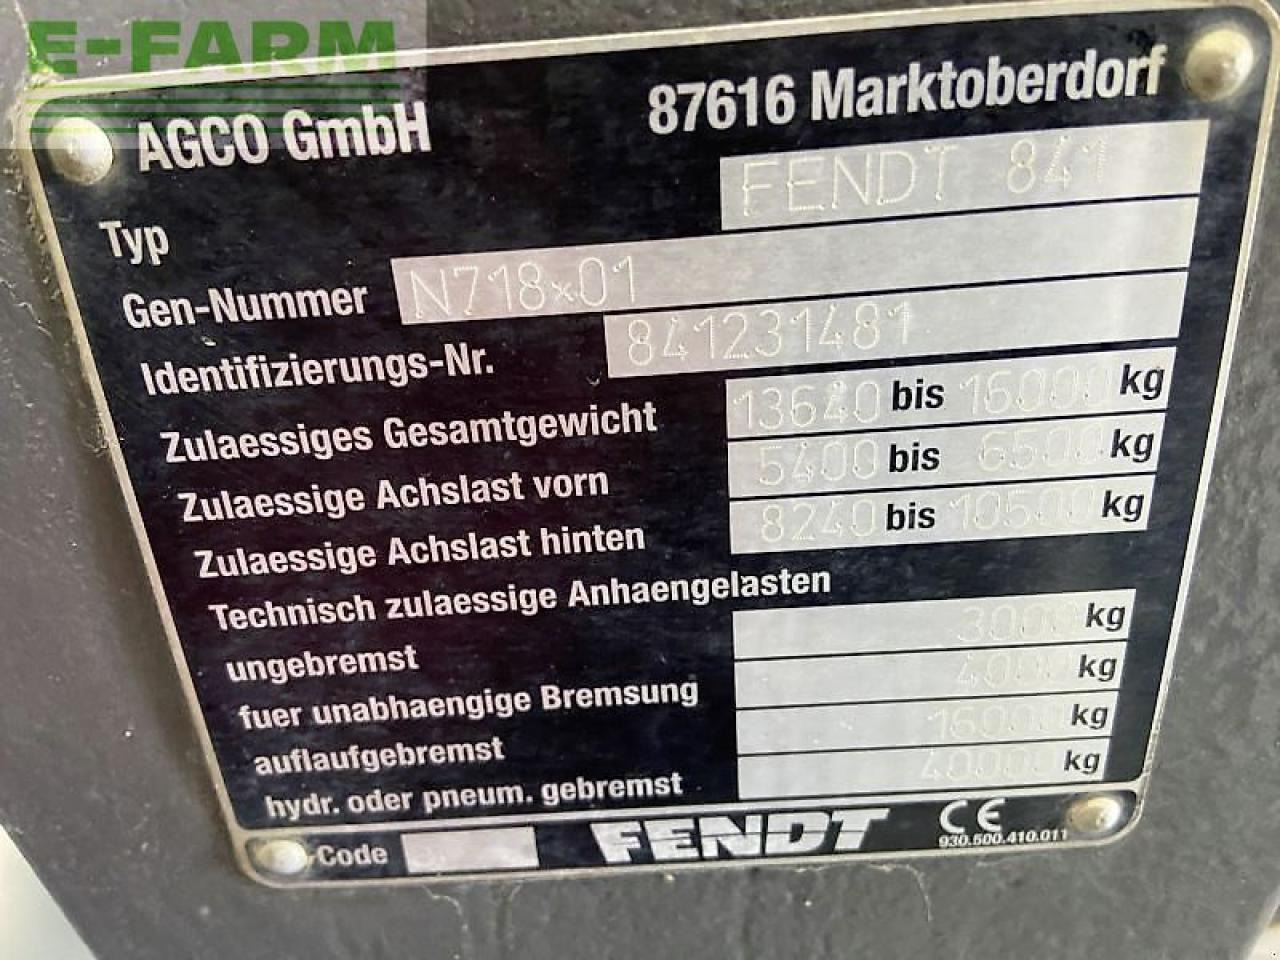 E-FARM
AGCO GmbH 87616 Marktoberdorf
Typ FENDT 841
Gen-Nummer N718*01
Identifizierungs-Nr. 841231481
Zulaessiges Gesamtgewicht 13640 bis 16000 kg
Zulaessige Achslast vorn 5400 bis 6500 kg
Zulaessige Achslast hinten 8240 bis 10500 kg
Technisch zulaessige Anhaengelasten
ungebremst 3000 kg
fuer unabhaengige Bremsung 4000 kg
auflaufgebremst 16000 kg
hydr. oder pneum. gebremst 40000 kg
Code FENDT CE
930.500.410.011